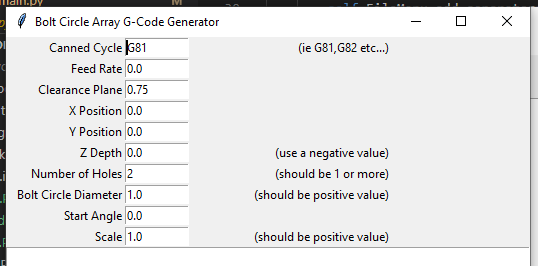 main.py
M
Bolt Circle Array G-Code Generator
Canned Cycle G81 (ie G81,G82 etc...)
Feed Rate 0.0
Clearance Plane 0.75
X Position 0.0
Y Position 0.0
Z Depth 0.0 (use a negative value)
Number of Holes 2 (should be 1 or more)
Bolt Circle Diameter 1.0 (should be positive value)
Start Angle 0.0
Scale 1.0 (should be positive value)